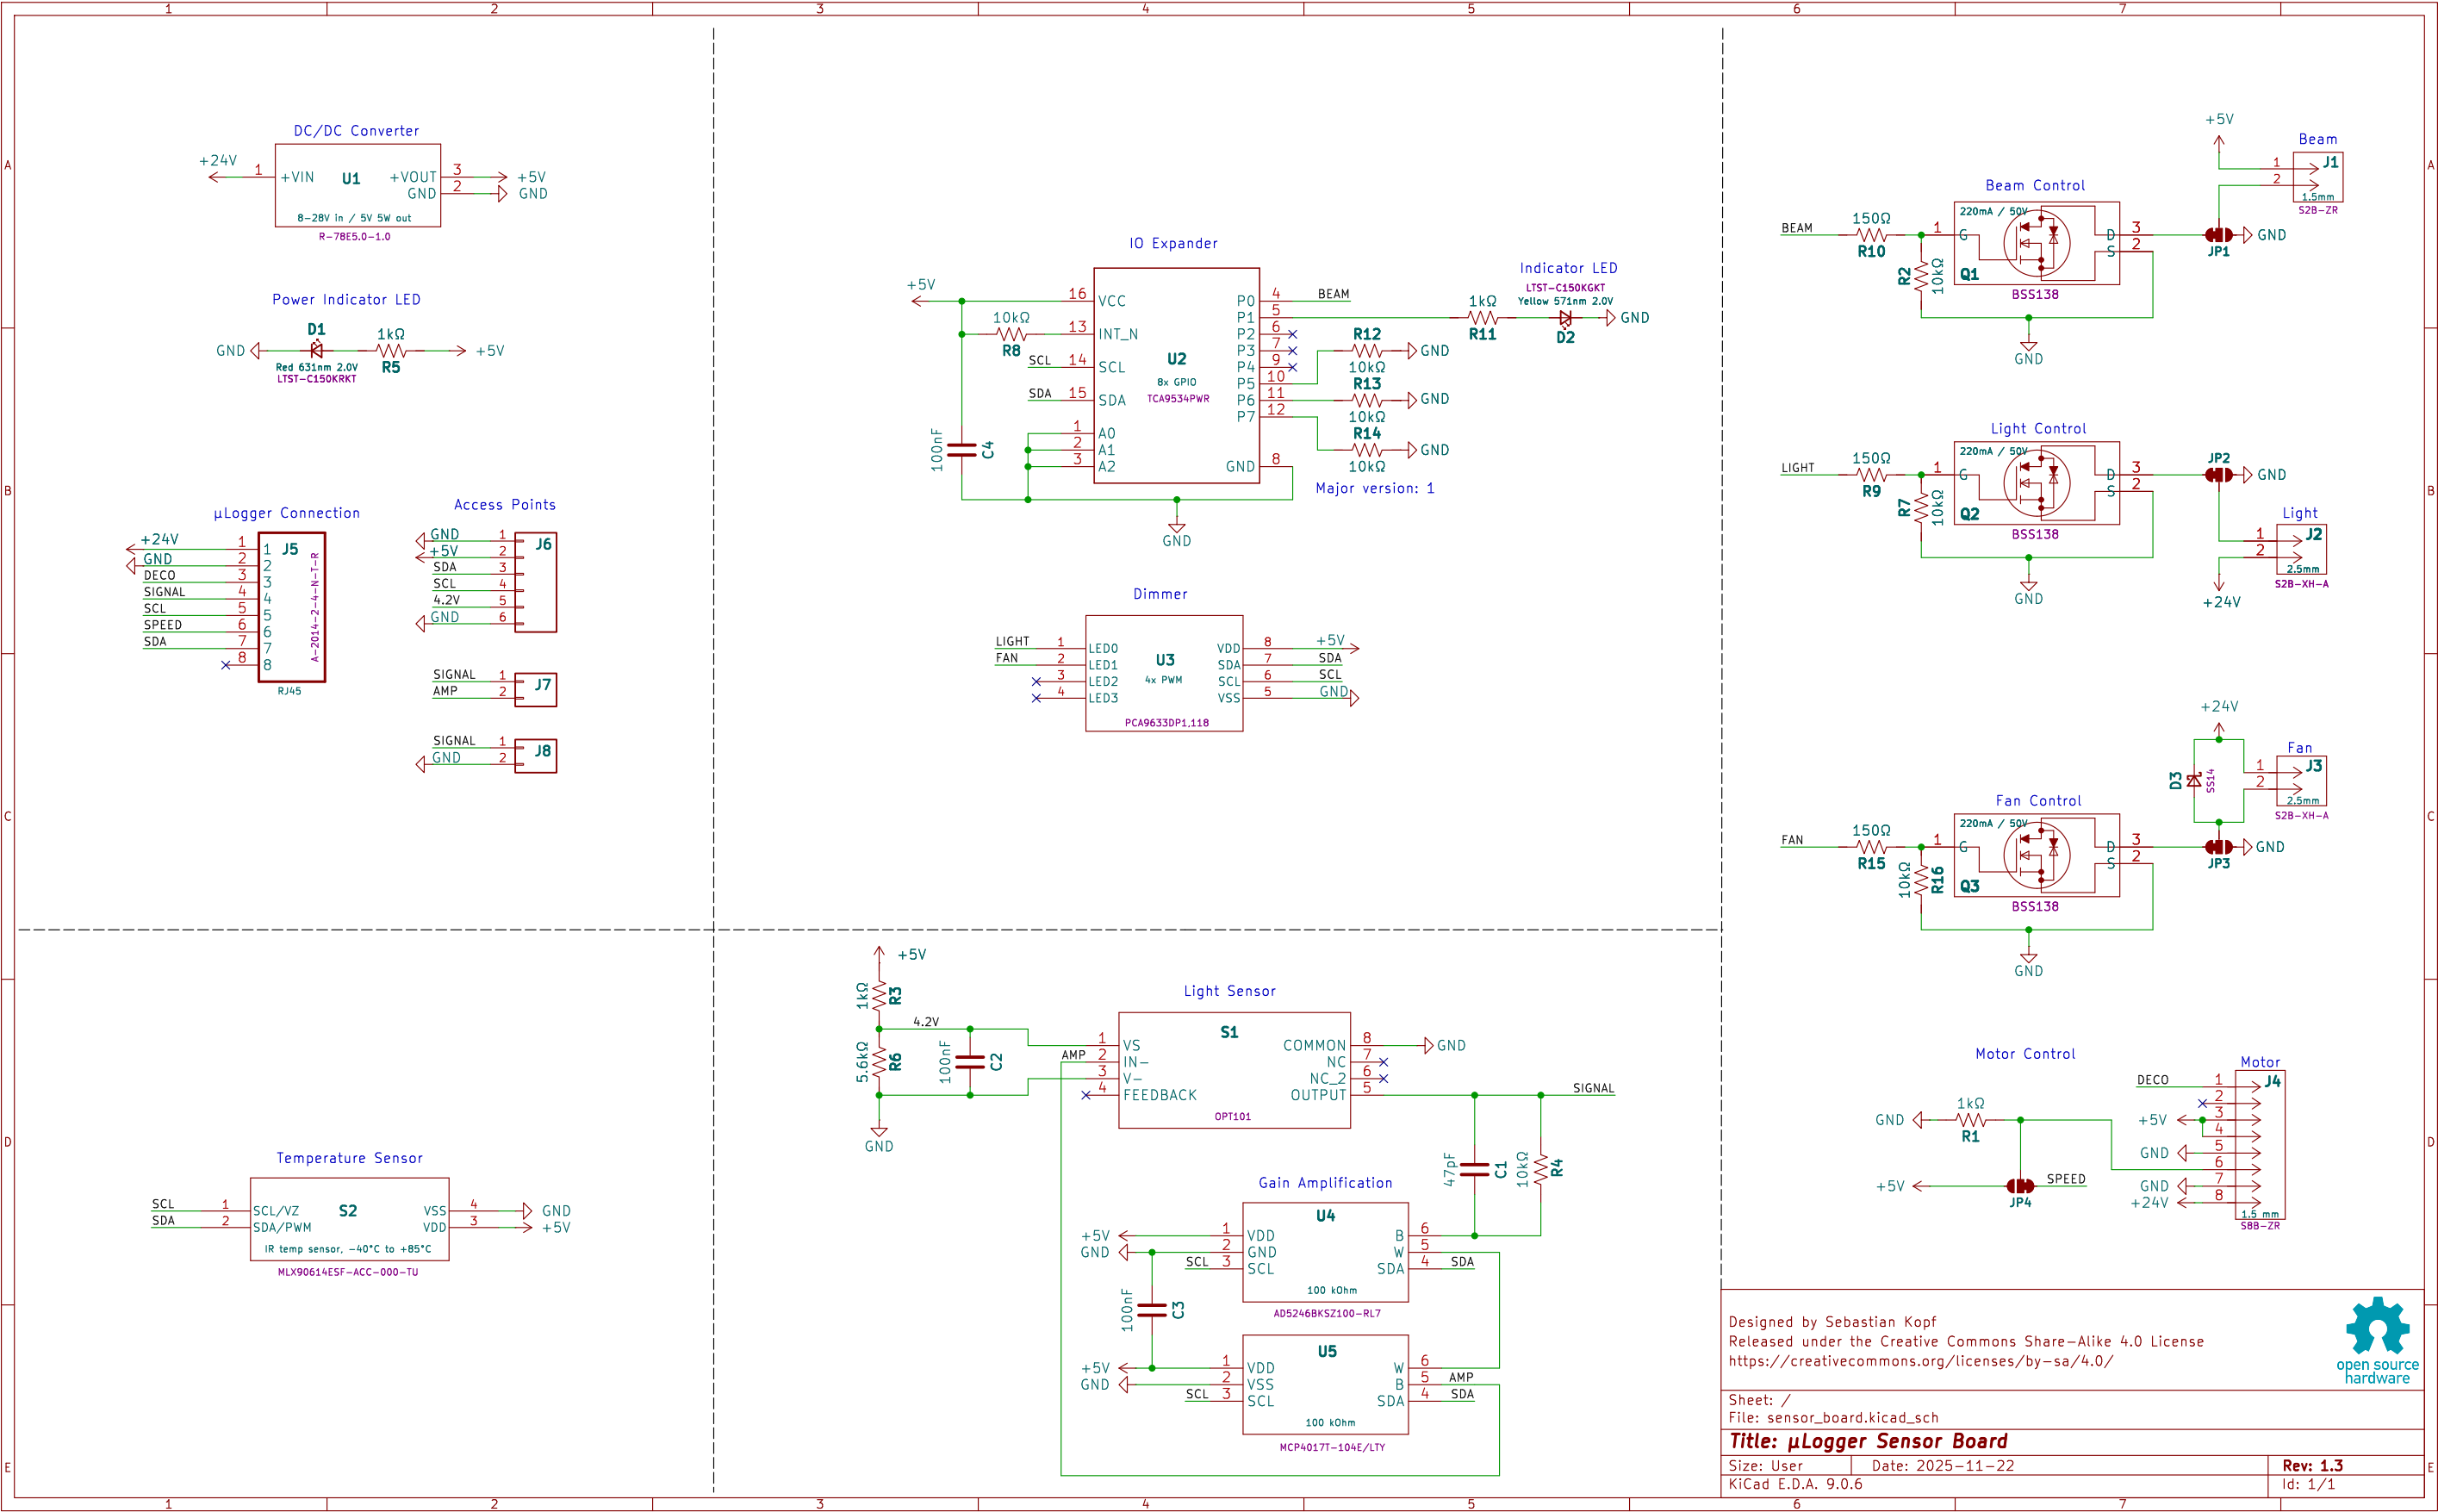 1 2 3 4 5 6 7
A
B
C
D
E
DC/DC Converter
+24V
1 +VIN
U1
+VOUT 3 +5V
GND 2 GND
8-28V in / 5V 5W out
R-78E5.0-1.0
Power Indicator LED
D1
1kΩ
GND
+5V
Red 631nm 2.0V
R5
LTST-C150KRKT
µLogger Connection
+24V 1 1 J5
GND 2 2
DECO 3 3
SIGNAL 4 4
SCL 5 5
SPEED 6 6
SDA 7 7
8 8
A-2014-2-4-N-T-R
RJ45
Access Points
GND 1 J6
+5V 2
SDA 3
SCL 4
4.2V 5
GND 6
SIGNAL 1 J7
AMP 2
SIGNAL 1 J8
GND 2
Temperature Sensor
SCL 1 SCL/VZ S2 VSS 4 GND
SDA 2 SDA/PWM VDD 3 +5V
IR temp sensor, -40°C to +85°C
MLX90614ESF-ACC-000-TU
IO Expander
+5V
16 VCC
10kΩ
R8
13 INT_N
SCL 14 SCL
SDA 15 SDA
1 A0
2 A1
3 A2
100nF
C4
U2
8x GPIO
TCA9534PWR
P0 4 BEAM
P1 5
P2 6
P3 7
P4 9
P5 10
P6 11
P7 12
GND 8
GND
Indicator LED
LTST-C150KGKT
Yellow 571nm 2.0V
1kΩ
R11
D2
GND
R12
GND
10kΩ
R13
GND
10kΩ
R14
GND
10kΩ
Major version: 1
Dimmer
LIGHT 1 LED0 VDD 8 +5V
FAN 2 LED1 U3 SDA 7 SDA
3 LED2 4x PWM SCL 6 SCL
4 LED3 VSS 5 GND
PCA9633DP1,118
+5V
1kΩ
R3
4.2V
5.6kΩ
R6
100nF
C2
GND
Light Sensor
S1
1 VS COMMON 8 GND
AMP 2 IN- NC 7
3 V- NC_2 6
4 FEEDBACK OUTPUT 5 SIGNAL
OPT101
47pF
C1
10kΩ
R4
Gain Amplification
U4
+5V 1 VDD B 6
GND 2 GND W 5
SCL 3 SCL SDA 4 SDA
100 kOhm
AD5246BKSZ100-RL7
100nF
C3
U5
+5V 1 VDD W 6
GND 2 VSS B 5 AMP
SCL 3 SCL SDA 4 SDA
100 kOhm
MCP4017T-104E/LTY
+5V
Beam
1 J1
2
1.5mm
S2B-ZR
Beam Control
BEAM
150Ω
R10
R2
10kΩ
220mA / 50V
1 G
D 3
S 2
Q1
BSS138
JP1
GND
GND
Light Control
LIGHT
150Ω
R9
R7
10kΩ
220mA / 50V
1 G
D 3
S 2
Q2
BSS138
JP2
GND
GND
Light
1 J2
2
2.5mm
S2B-XH-A
+24V
+24V
Fan
D3
SS14
1 J3
2
2.5mm
S2B-XH-A
Fan Control
FAN
150Ω
R15
10kΩ
R16
220mA / 50V
1 G
D 3
S 2
Q3
BSS138
JP3
GND
GND
Motor Control
Motor
DECO 1 J4
2
+5V 3
4
GND 5
6
GND 7
+24V 8
1.5 mm
S8B-ZR
GND
1kΩ
R1
+5V
SPEED
JP4
Designed by Sebastian Kopf
Released under the Creative Commons Share-Alike 4.0 License
https://creativecommons.org/licenses/by-sa/4.0/
open source
hardware
Sheet: /
File: sensor_board.kicad_sch
Title: µLogger Sensor Board
Size: User Date: 2025-11-22 Rev: 1.3
KiCad E.D.A. 9.0.6 Id: 1/1
A
B
C
D
E
1 2 3 4 5 6 7